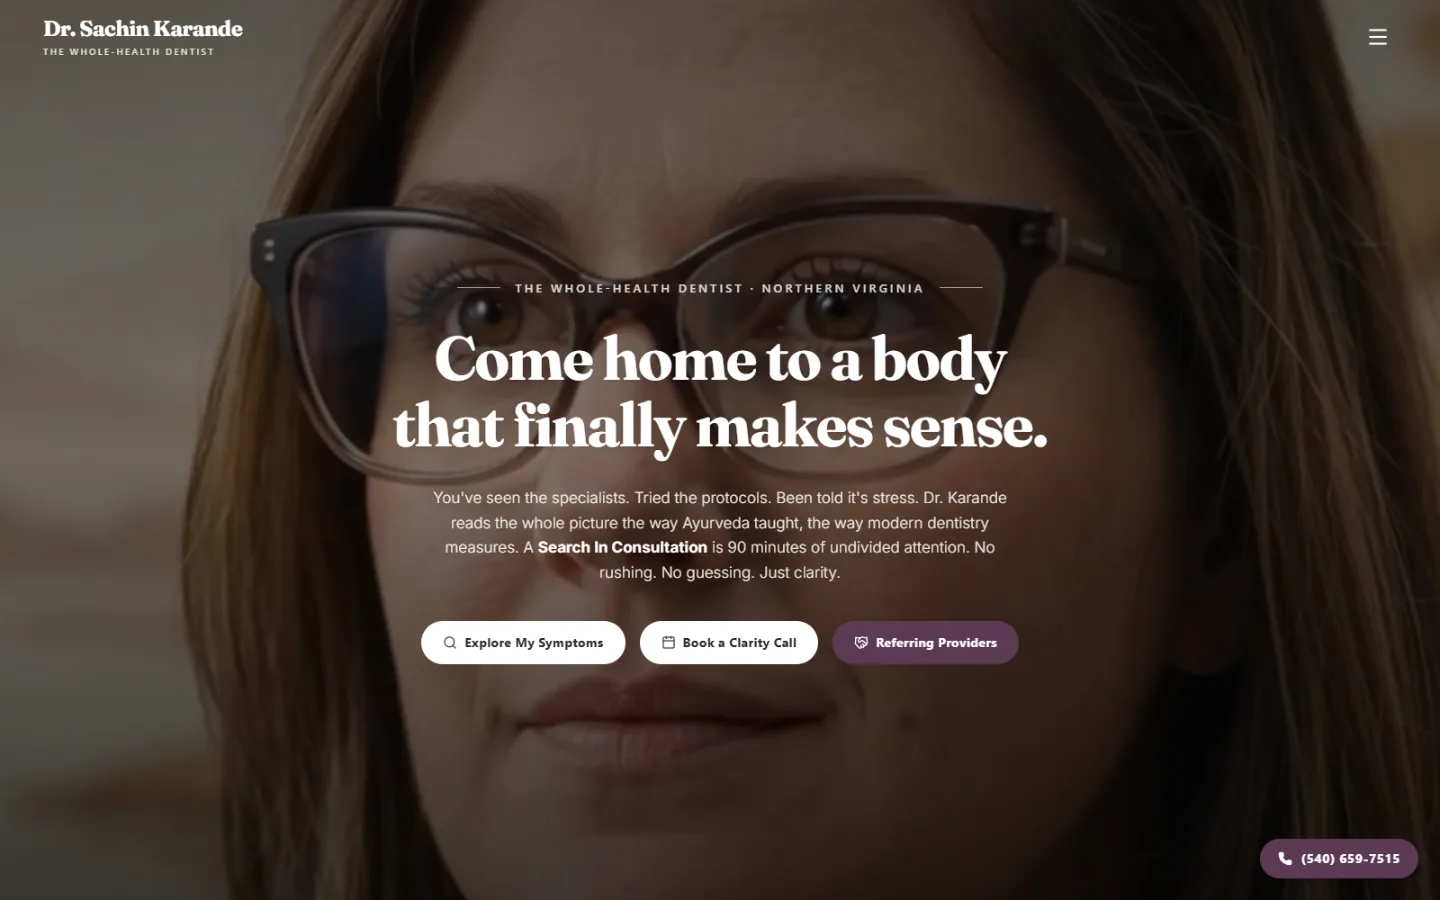 Dr. Sachin Karande
THE WHOLE-HEALTH DENTIST
THE WHOLE-HEALTH DENTIST · NORTHERN VIRGINIA
Come home to a body
that finally makes sense.
You've seen the specialists. Tried the protocols. Been told it's stress. Dr. Karande
reads the whole picture the way Ayurveda taught, the way modern dentistry
measures. A Search In Consultation is 90 minutes of undivided attention. No
rushing. No guessing. Just clarity.
Explore My Symptoms
Book a Clarity Call
Referring Providers
(540) 659-7515